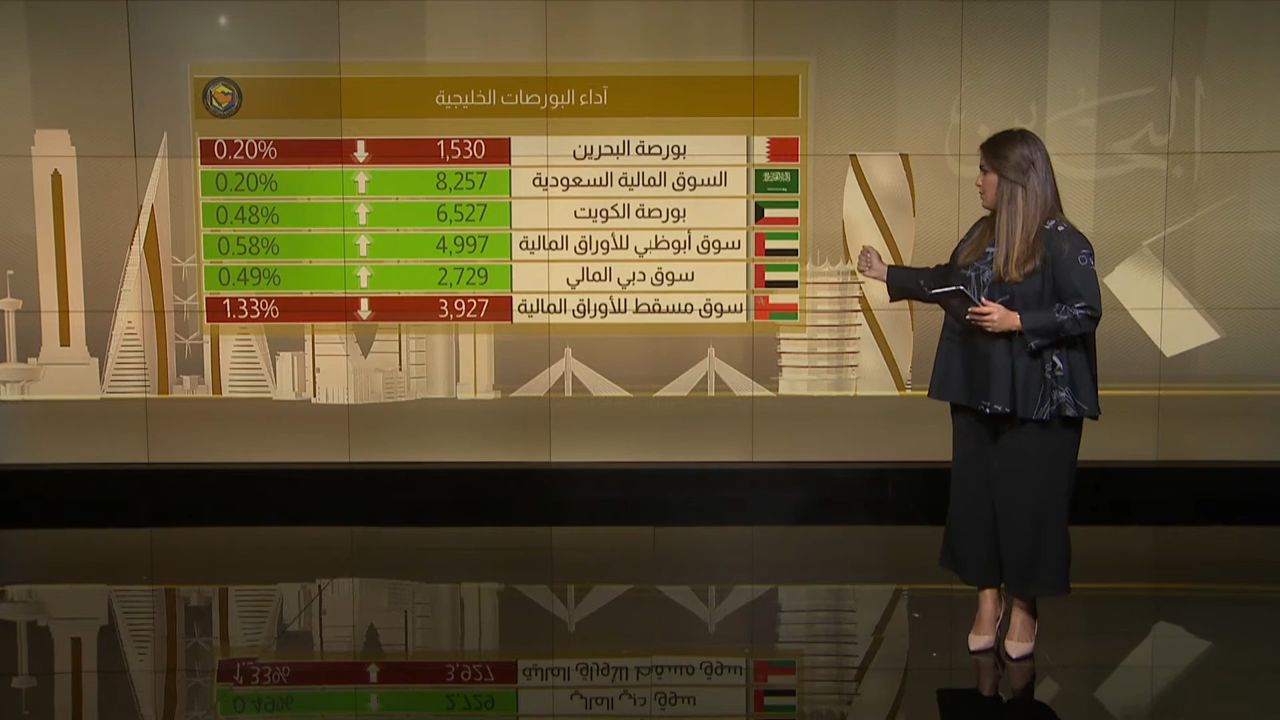 آداء البورصات الخليجية
بورصة البحرين 1,530 0.20%
السوق المالية السعودية 8,257 0.20%
بورصة الكويت 6,527 0.48%
سوق أبوظبي للأوراق المالية 4,997 0.58%
سوق دبي المالي 2,729 0.49%
سوق مسقط للأوراق المالية 3,927 1.33%
البحرين